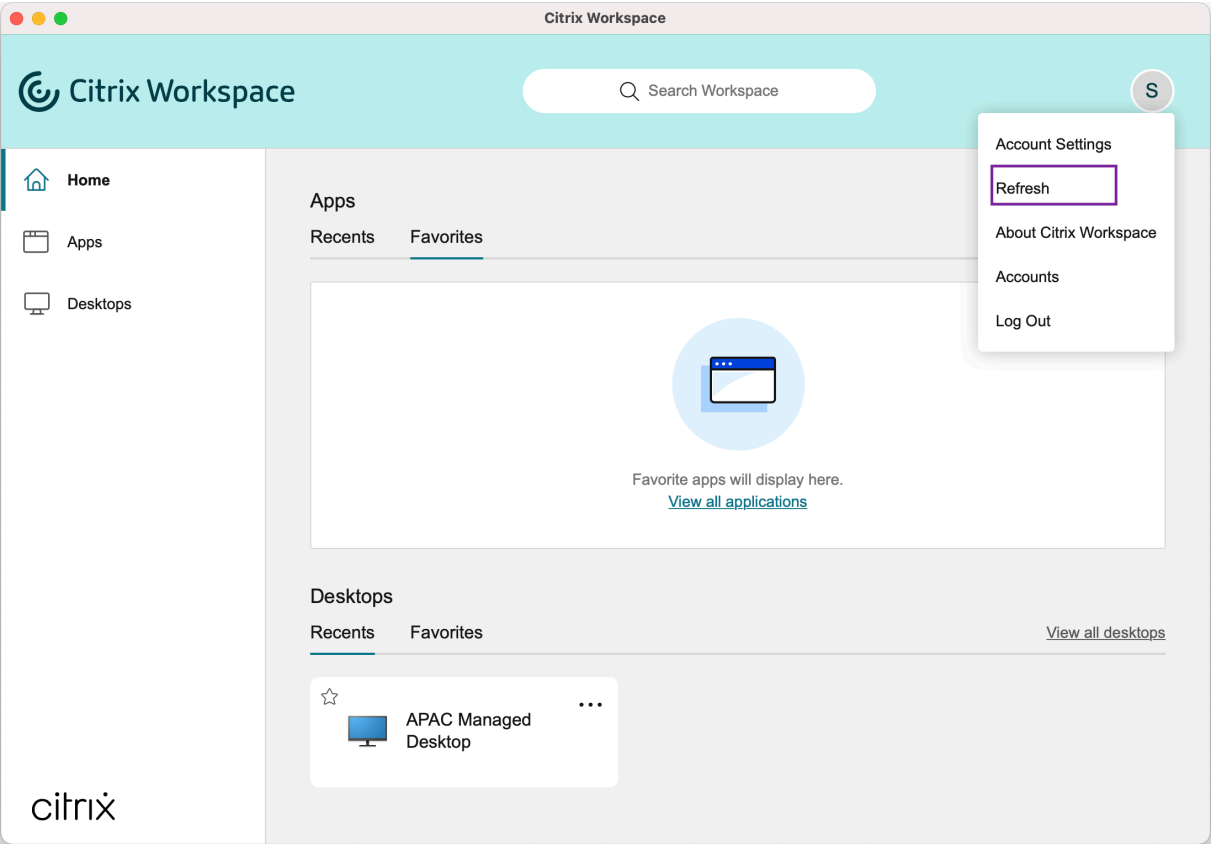 Citrix Workspace
Citrix Workspace
Search Workspace
S
Account Settings
Refresh
About Citrix Workspace
Accounts
Log Out
Home
Apps
Desktops
Apps
Recents Favorites
Favorite apps will display here.
View all applications
Desktops
Recents Favorites View all desktops
APAC Managed
Desktop
citrix